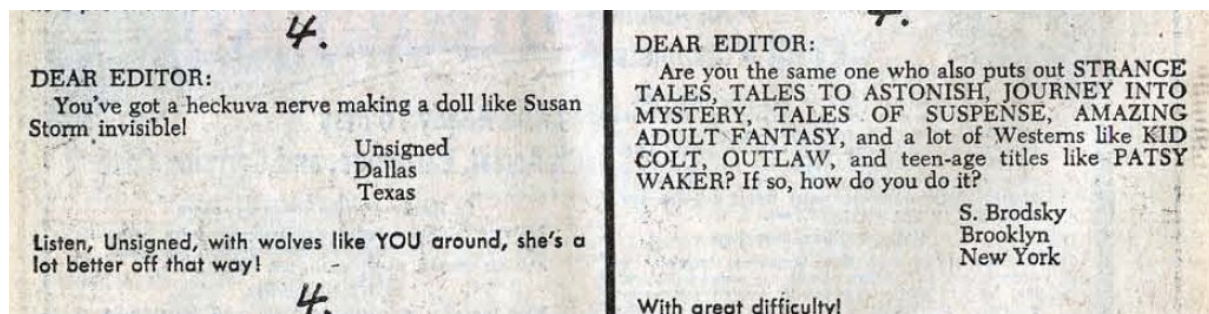 4.
DEAR EDITOR:
You've got a heckuva nerve making a doll like Susan
Storm invisible!
Unsigned
Dallas
Texas
Listen, Unsigned, with wolves like YOU around, she's a
lot better off that way!
4.
4.
DEAR EDITOR:
Are you the same one who also puts out STRANGE
TALES, TALES TO ASTONISH, JOURNEY INTO
MYSTERY, TALES OF SUSPENSE, AMAZING
ADULT FANTASY, and a lot of Westerns like KID
COLT, OUTLAW, and teen-age titles like PATSY
WAKER? If so, how do you do it?
S. Brodsky
Brooklyn
New York
With great difficulty!